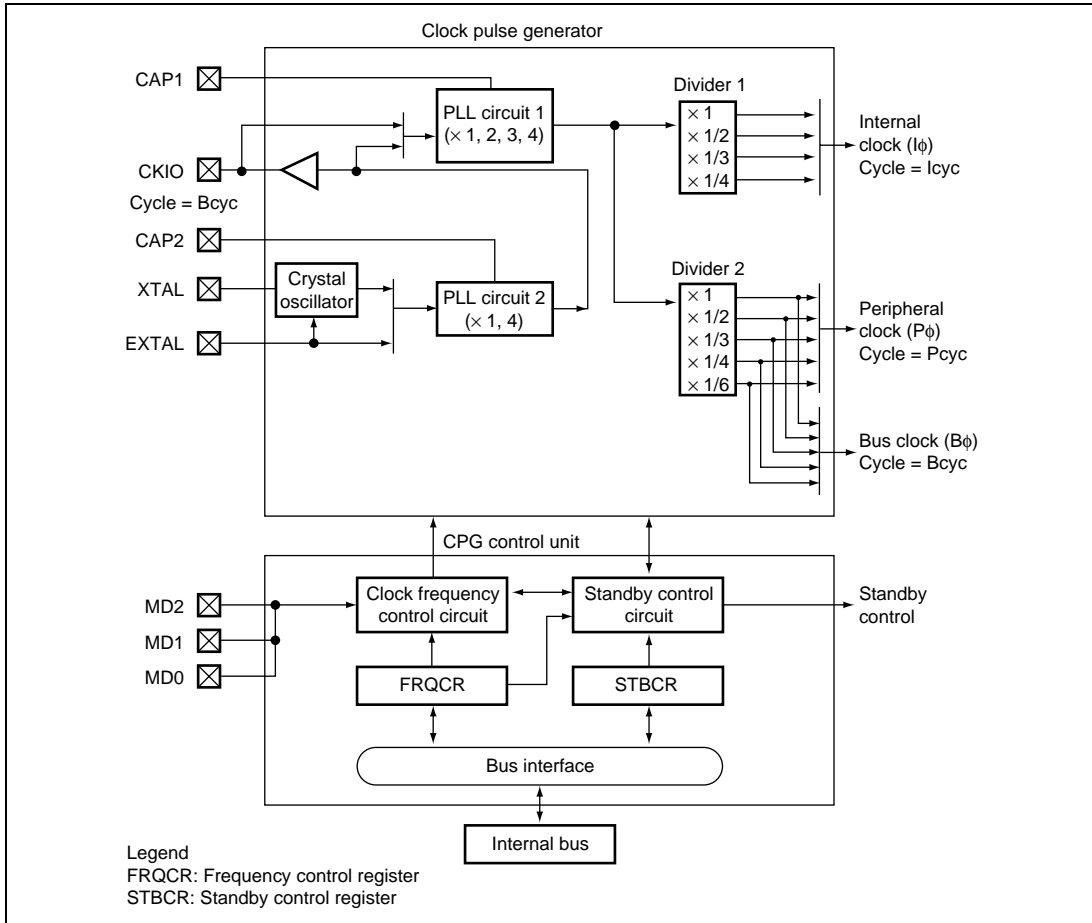 Clock pulse generator
CAP1
PLL circuit 1
(× 1, 2, 3, 4)
Divider 1
× 1
× 1/2
× 1/3
× 1/4
Internal
clock (Iϕ)
Cycle = Icyc
CKIO
Cycle = Bcyc
CAP2
XTAL
Crystal
oscillator
EXTAL
PLL circuit 2
(× 1, 4)
Divider 2
× 1
× 1/2
× 1/3
× 1/4
× 1/6
Peripheral
clock (Pϕ)
Cycle = Pcyc
Bus clock (Bϕ)
Cycle = Bcyc
CPG control unit
MD2
MD1
MD0
Clock frequency
control circuit
Standby control
circuit
Standby
control
FRQCR
STBCR
Bus interface
Internal bus
Legend
FRQCR: Frequency control register
STBCR: Standby control register